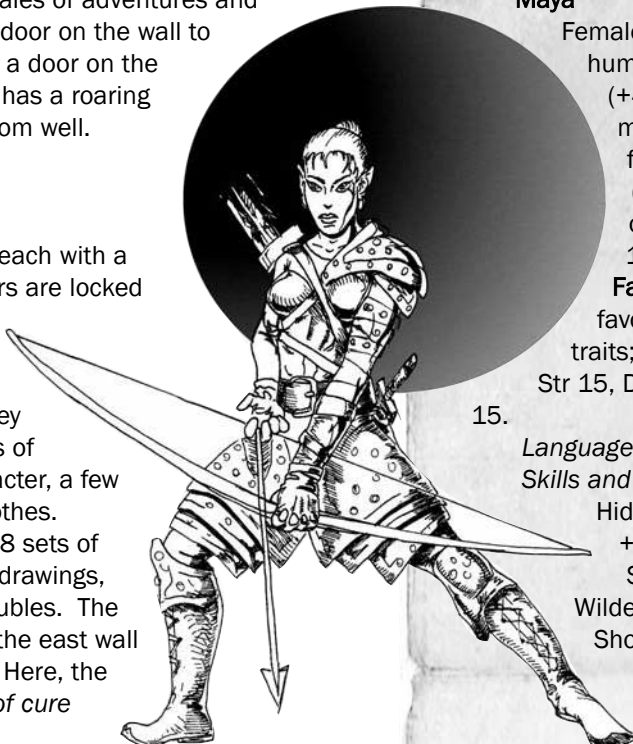 ales of adventures and
door on the wall to
a door on the
has a roaring
om well.
each with a
rs are locked
ey
s of
acter, a few
othes.
8 sets of
drawings,
ubles. The
the east wall
Here, the
of cure
Maya
Female
hum
(+
m
f
1
Fa
favo
traits;
Str 15, D
15.
Language
Skills and
Hid
+
S
Wilde
Sho